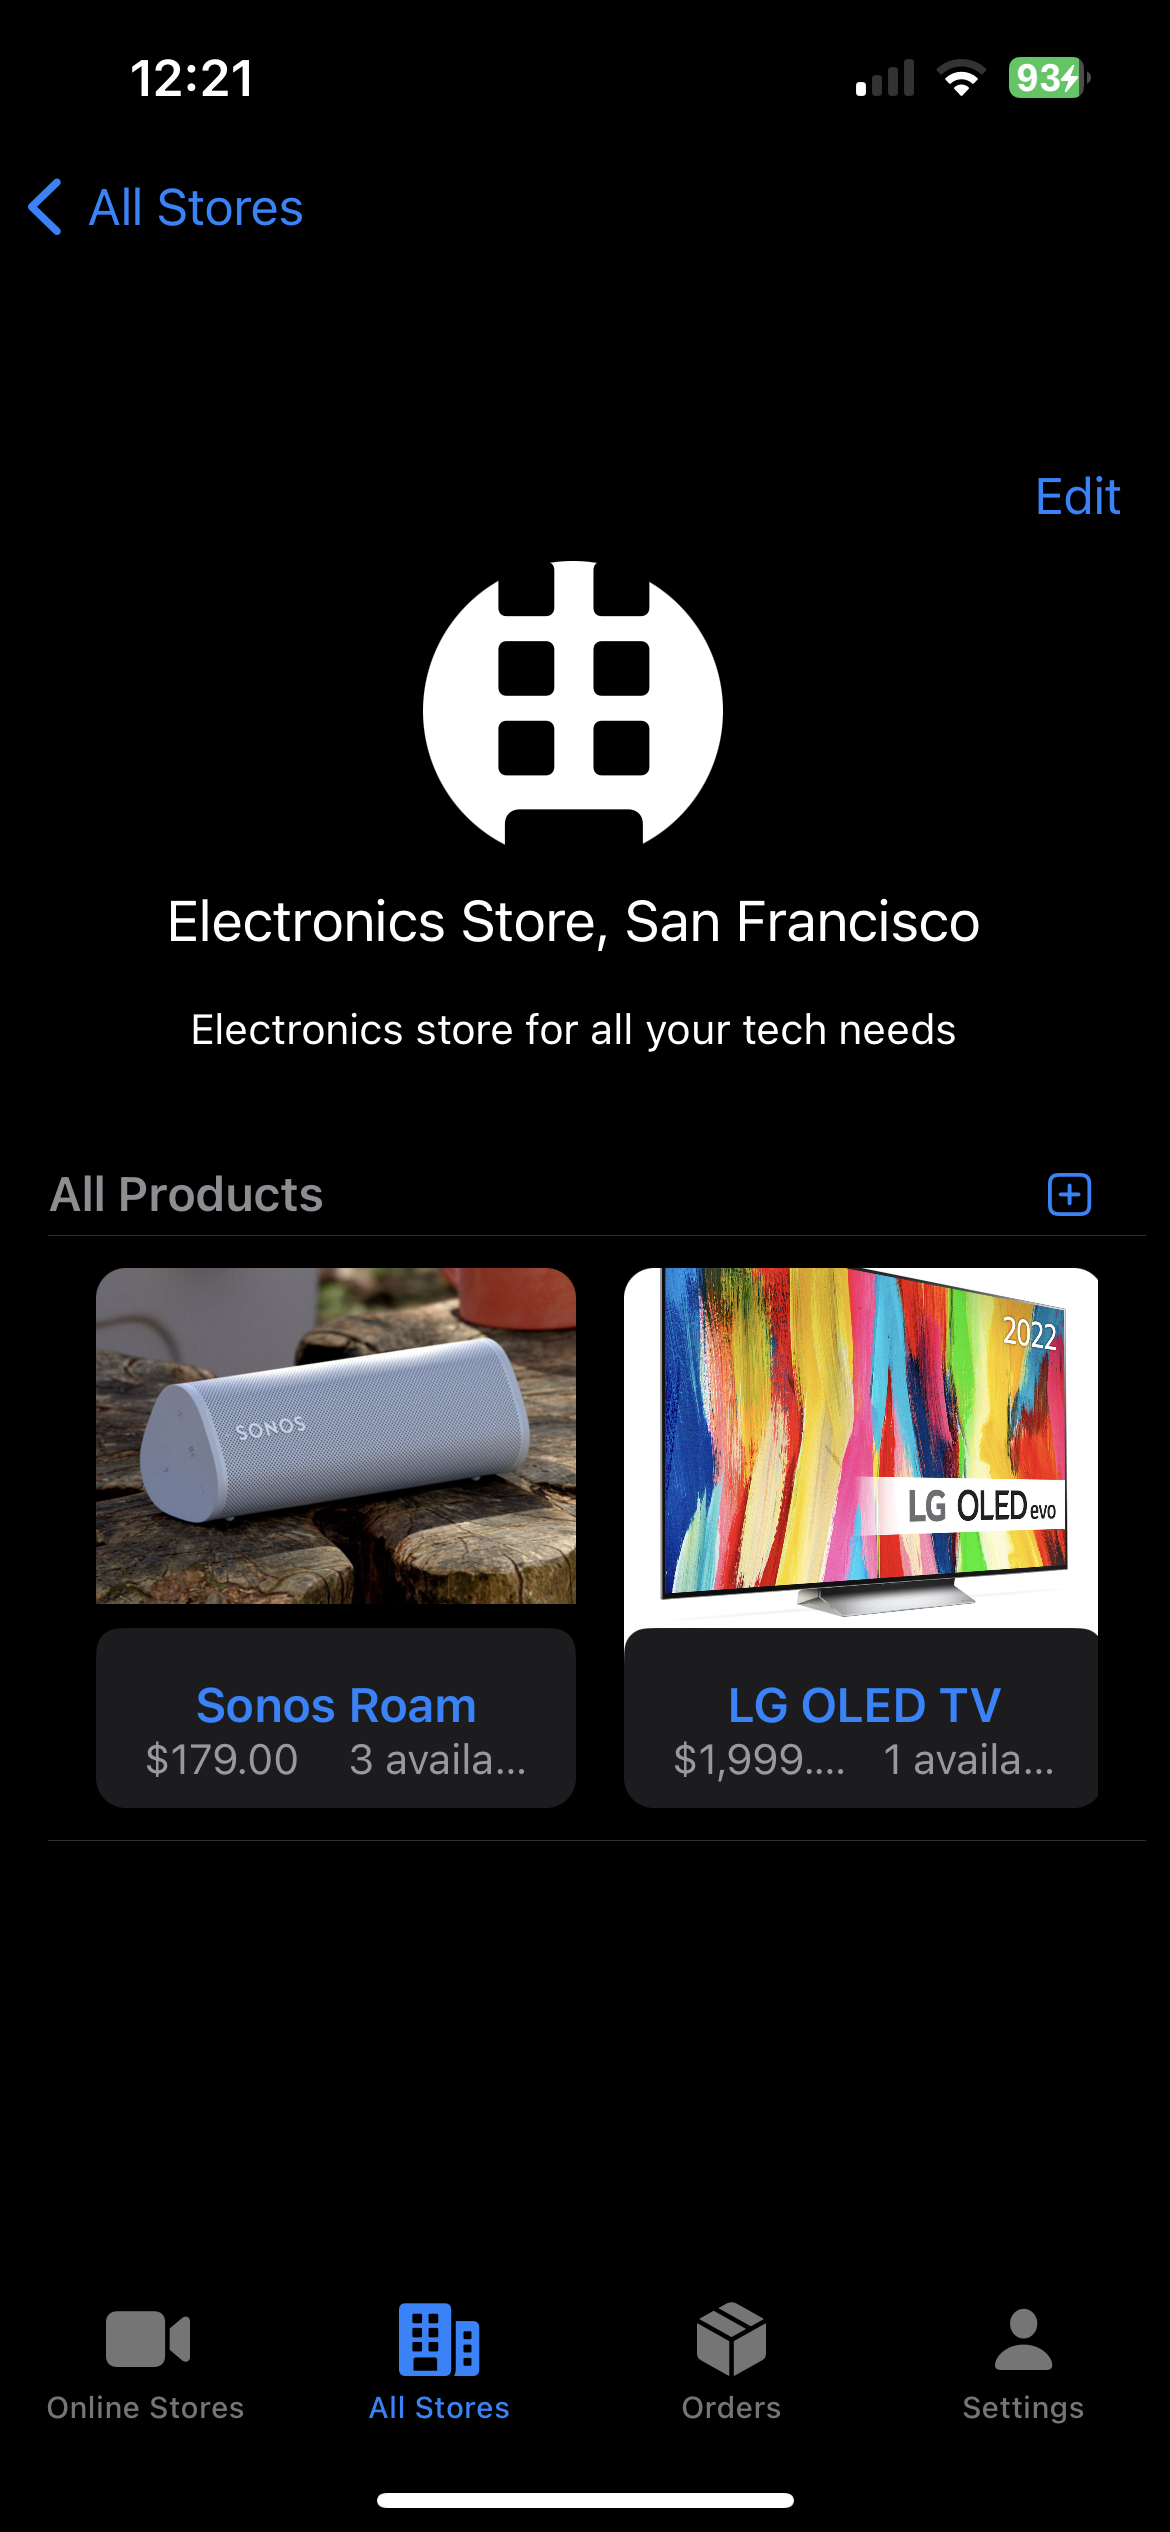 12:21
93
All Stores
Edit
Electronics Store, San Francisco
Electronics store for all your tech needs
All Products
SONOS
2022
LG OLED evo
Sonos Roam
$179.00 3 availa...
LG OLED TV
$1,999.... 1 availa...
Online Stores
All Stores
Orders
Settings